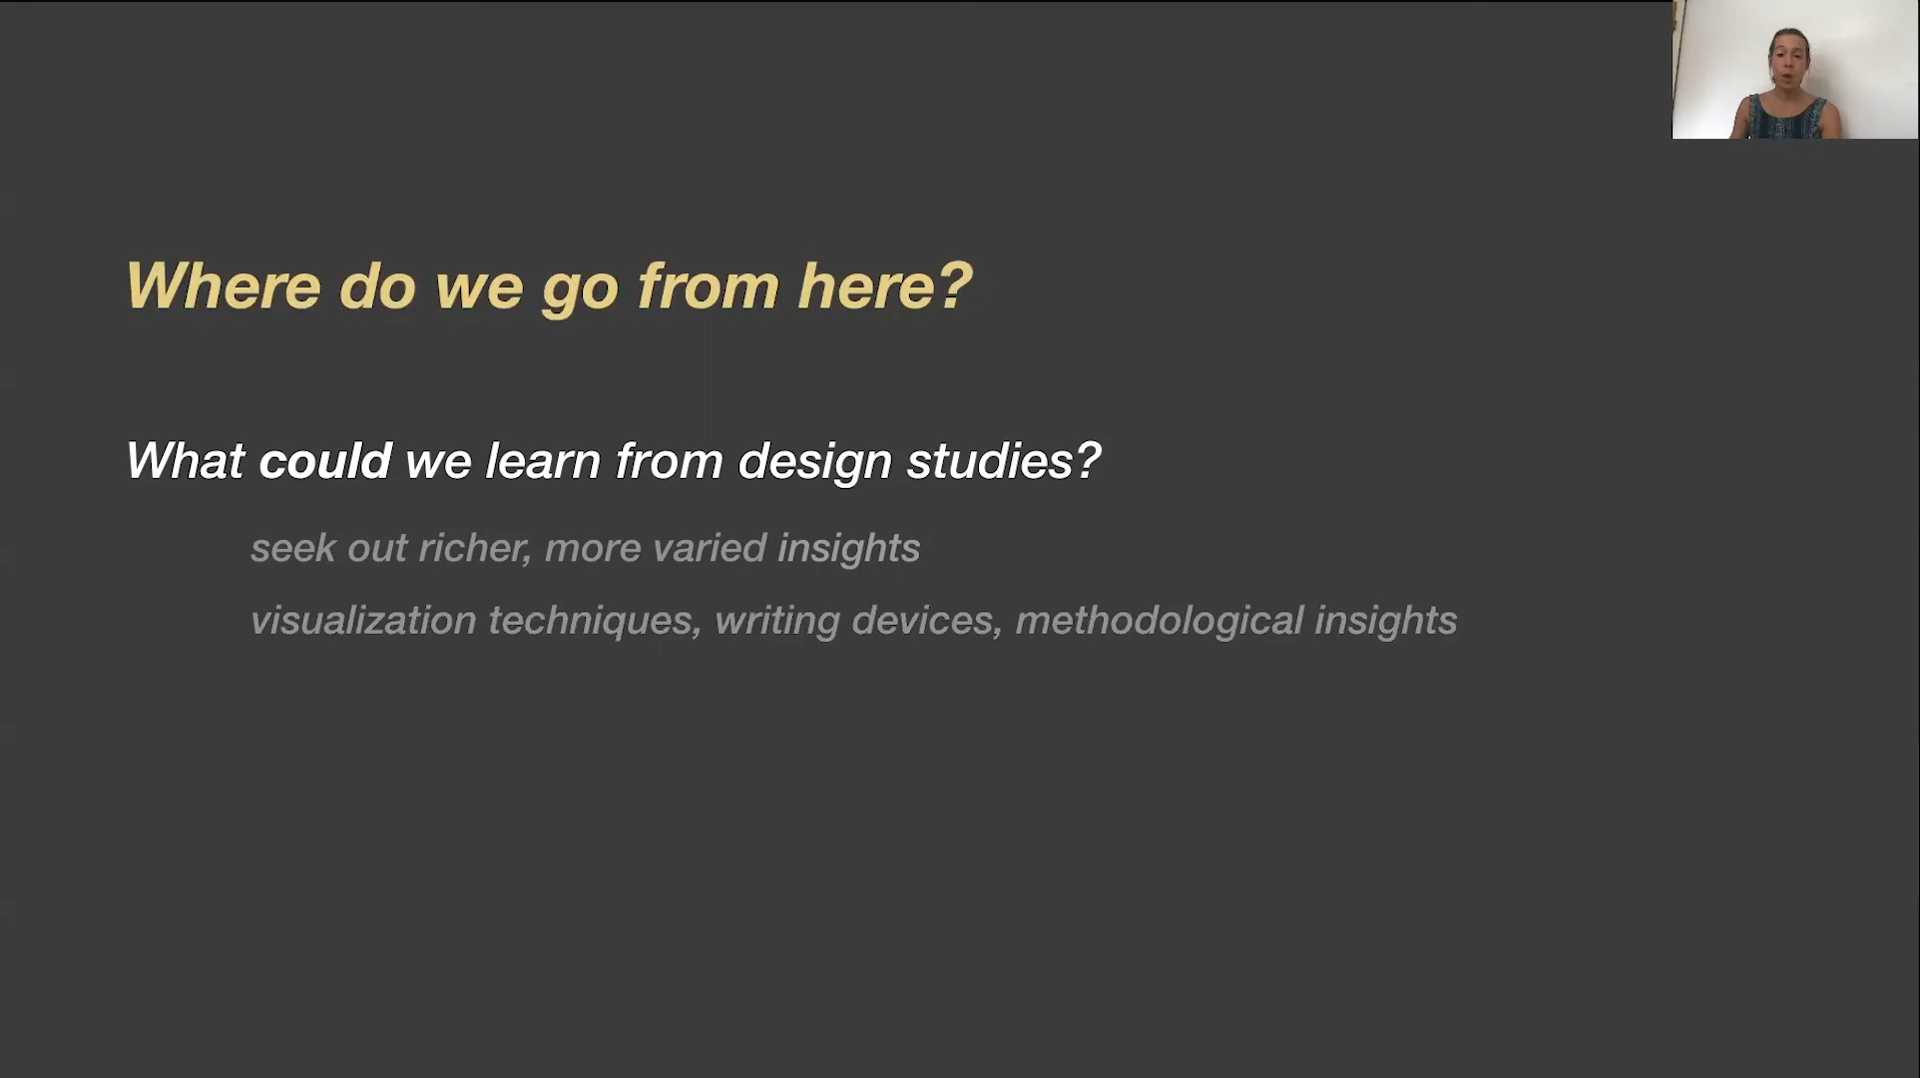 Where do we go from here?
What could we learn from design studies?
seek out richer, more varied insights
visualization techniques, writing devices, methodological insights